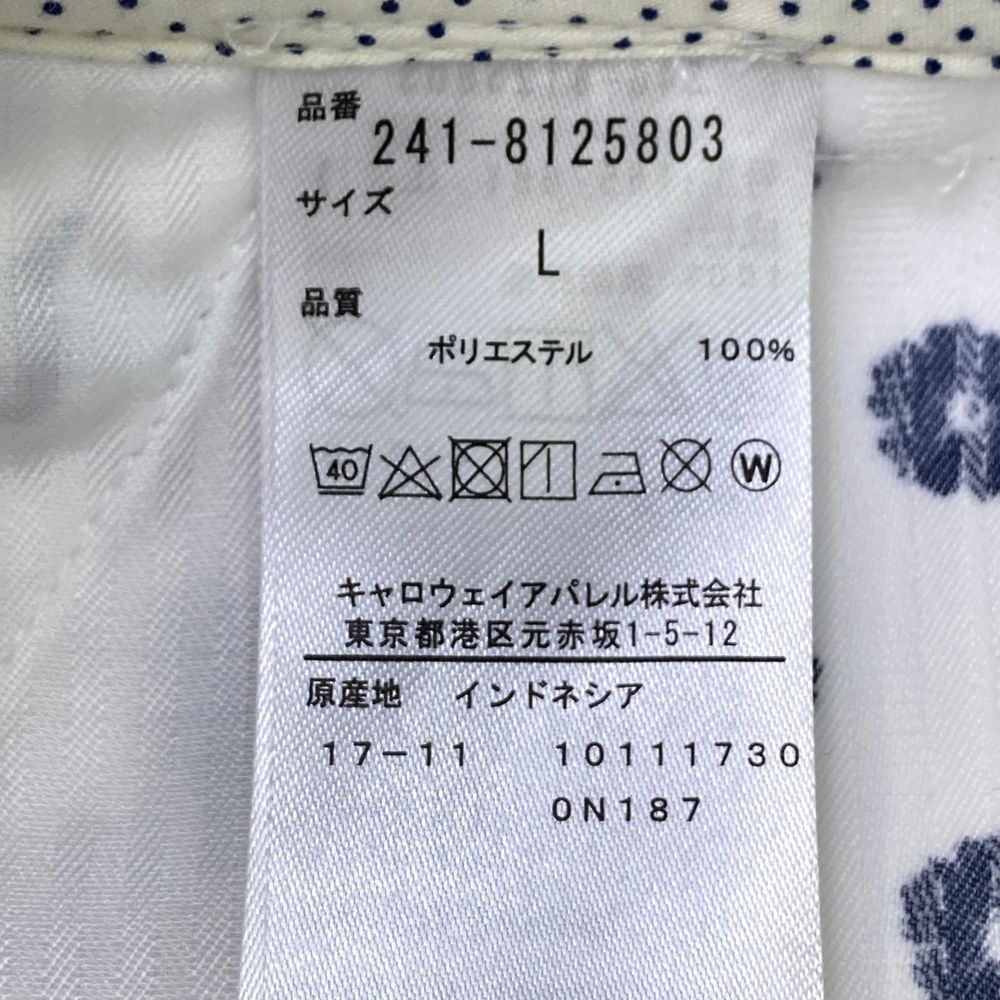 品番
241-8125803
サイズ
L
品質
ポリエステル 100%
40 W
キャロウェイアパレル株式会社
東京都港区元赤坂1-5-12
原産地 インドネシア
17-11 10111730
0N187